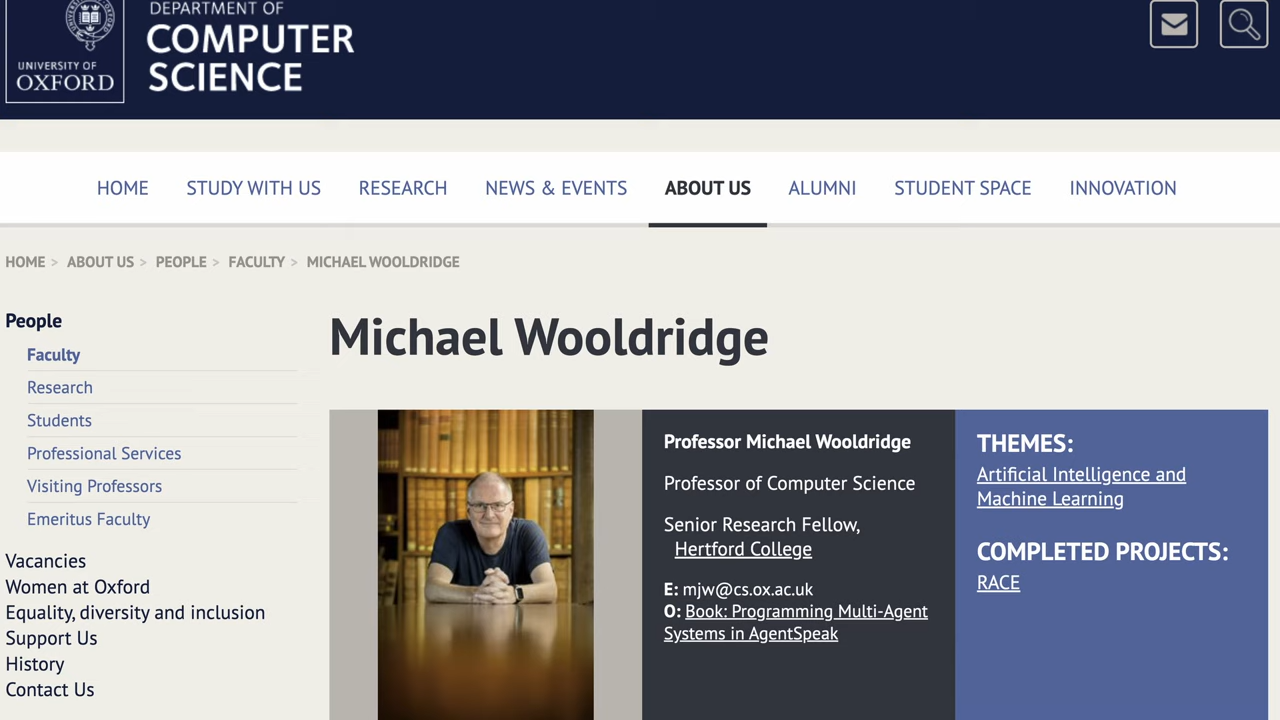 DEPARTMENT OF
COMPUTER
SCIENCE
UNIVERSITY OF
OXFORD
HOME
STUDY WITH US
RESEARCH
NEWS & EVENTS
ABOUT US
ALUMNI
STUDENT SPACE
INNOVATION
HOME > ABOUT US > PEOPLE > FACULTY > MICHAEL WOOLDRIDGE
People
Faculty
Research
Students
Professional Services
Visiting Professors
Emeritus Faculty
Vacancies
Women at Oxford
Equality, diversity and inclusion
Support Us
History
Contact Us
Michael Wooldridge
Professor Michael Wooldridge
Professor of Computer Science
Senior Research Fellow,
Hertford College
E: mjw@cs.ox.ac.uk
O: Book: Programming Multi-Agent
Systems in AgentSpeak
THEMES:
Artificial Intelligence and
Machine Learning
COMPLETED PROJECTS:
RACE